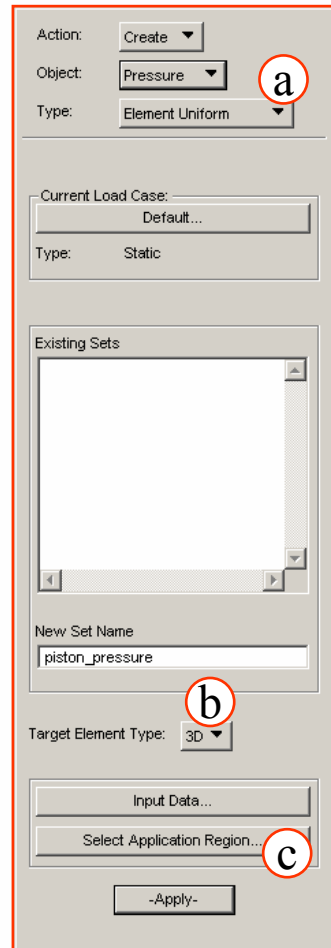 Action: Create
Object: Pressure
a
Type: Element Uniform
Current Load Case:
Default...
Type: Static
Existing Sets
New Set Name
piston_pressure
b
Target Element Type: 3D
Input Data...
Select Application Region...
c
-Apply-